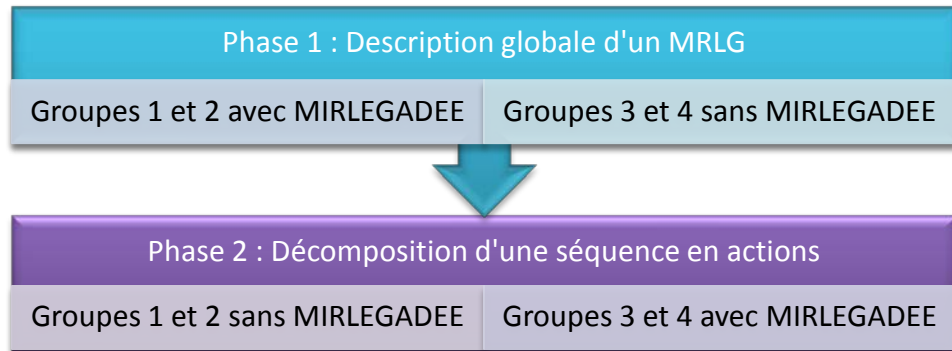 Phase 1 : Description globale d'un MRLG
Groupes 1 et 2 avec MIRLEGADEE
Groupes 3 et 4 sans MIRLEGADEE
Phase 2 : Décomposition d'une séquence en actions
Groupes 1 et 2 sans MIRLEGADEE
Groupes 3 et 4 avec MIRLEGADEE